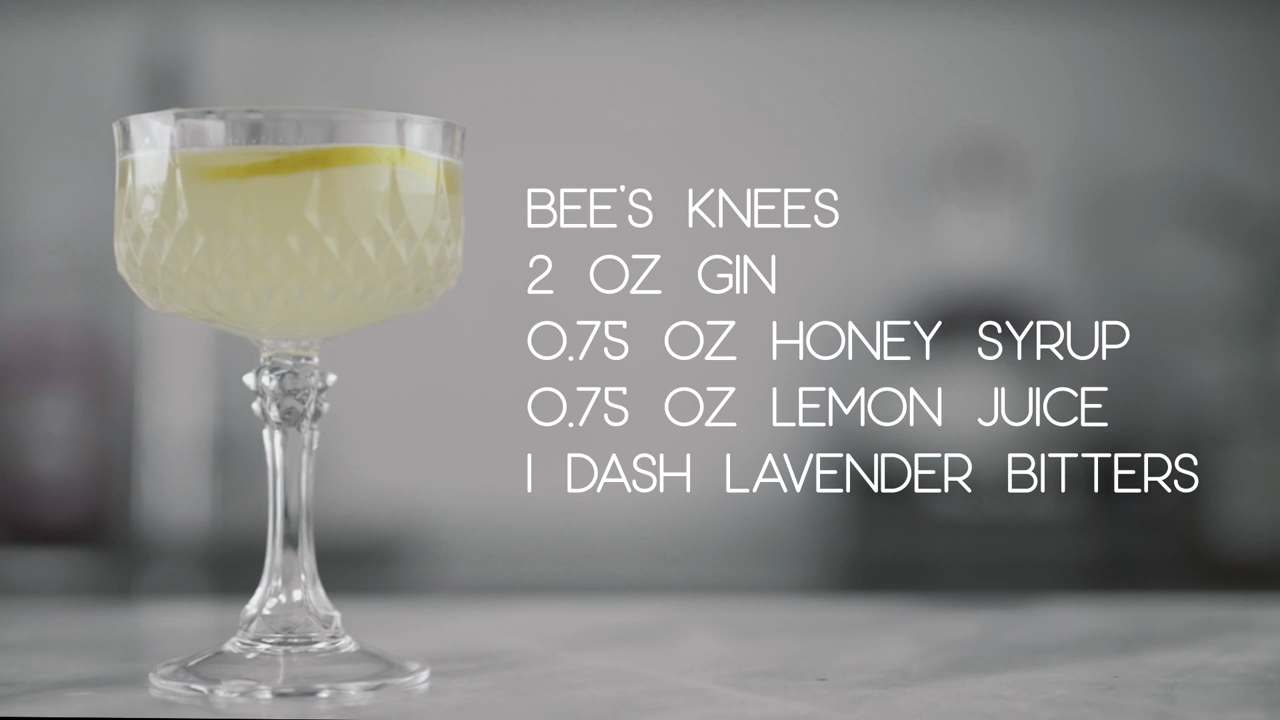 BEE'S KNEES
2 OZ GIN
0.75 OZ HONEY SYRUP
0.75 OZ LEMON JUICE
1 DASH LAVENDER BITTERS